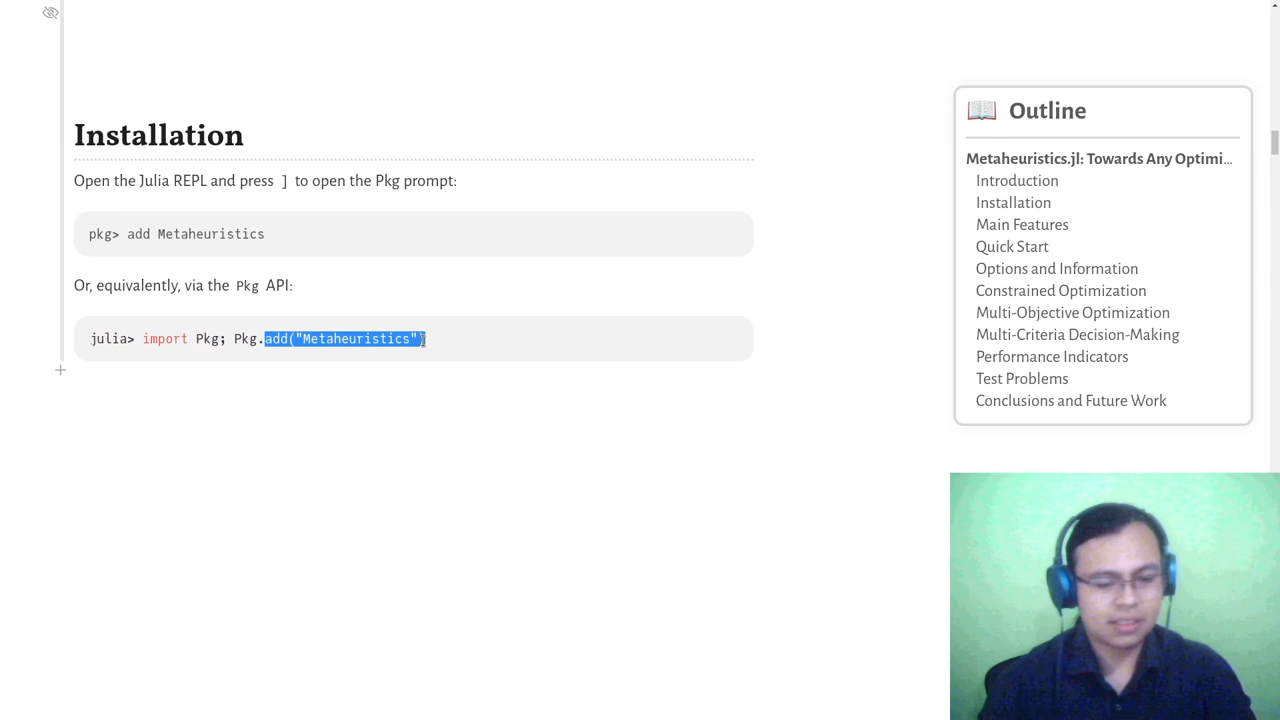 Installation
Open the Julia REPL and press ] to open the Pkg prompt:
pkg> add Metaheuristics
Or, equivalently, via the Pkg API:
julia> import Pkg; Pkg.add("Metaheuristics")
Outline
Metaheuristics.jl: Towards Any Optimi...
Introduction
Installation
Main Features
Quick Start
Options and Information
Constrained Optimization
Multi-Objective Optimization
Multi-Criteria Decision-Making
Performance Indicators
Test Problems
Conclusions and Future Work